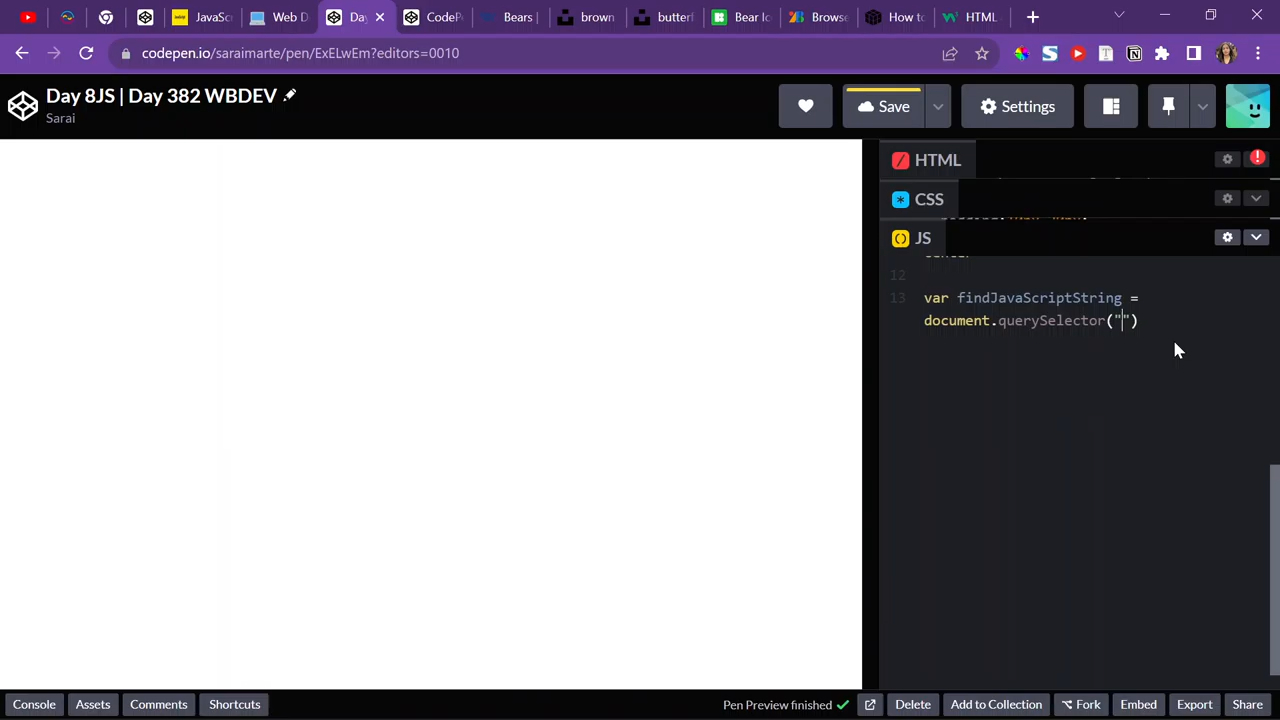 JavaSc
Web D
Day
CodeP
Bears |
brown
butterf
Bear Ic
Browse
How to
HTML
codepen.io/saraimarte/pen/ExELwEm?editors=0010
Day 8JS | Day 382 WBDEV
Sarai
Save
Settings
HTML
CSS
JS
12
13 var findJavaScriptString =
document.querySelector("")
Console
Assets
Comments
Shortcuts
Pen Preview finished
Delete
Add to Collection
Fork
Embed
Export
Share